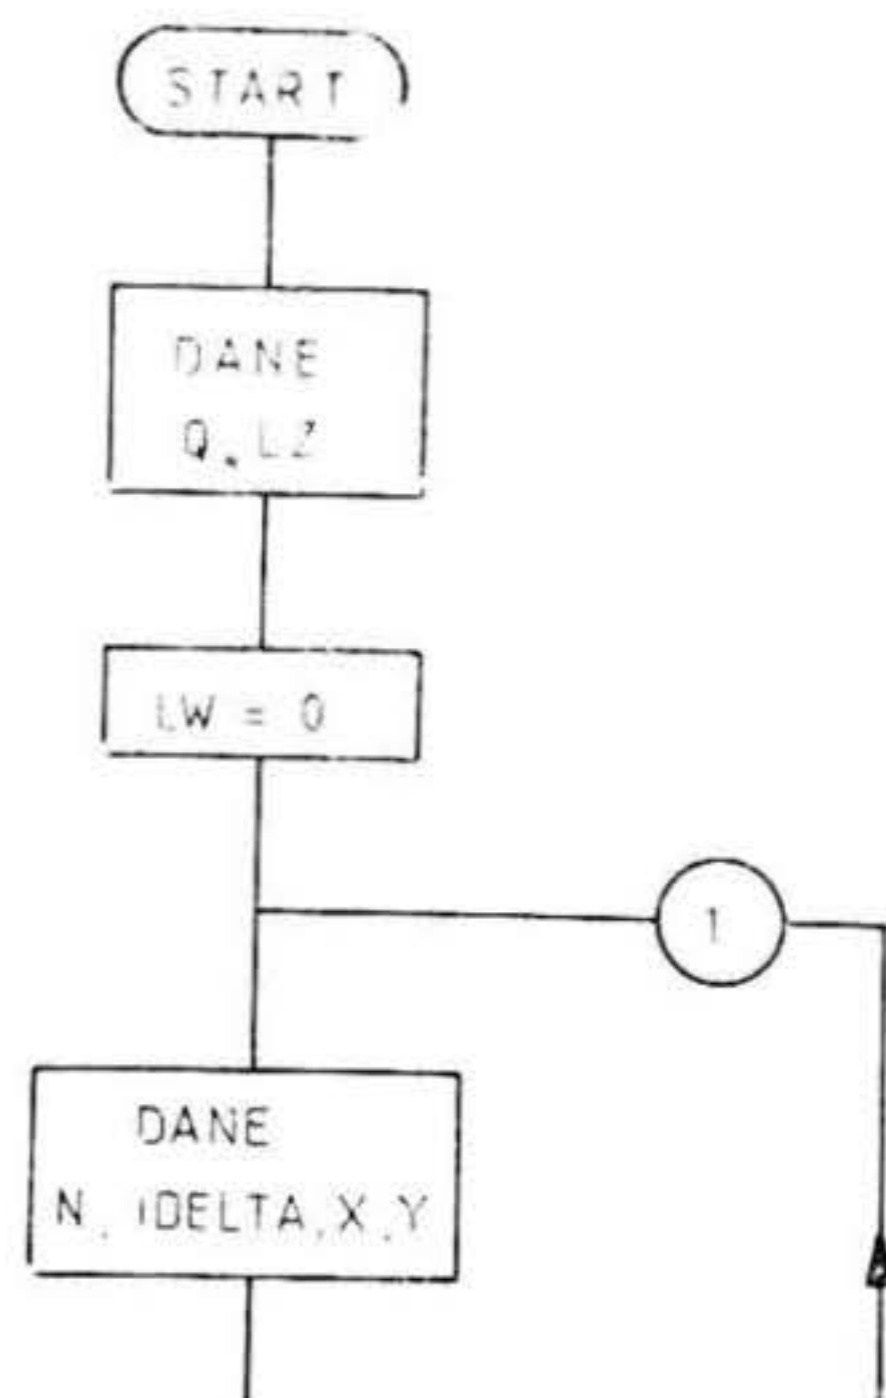 START
DANE
Q, LZ
LW = 0
1
DANE
N, IDELTA, X, Y